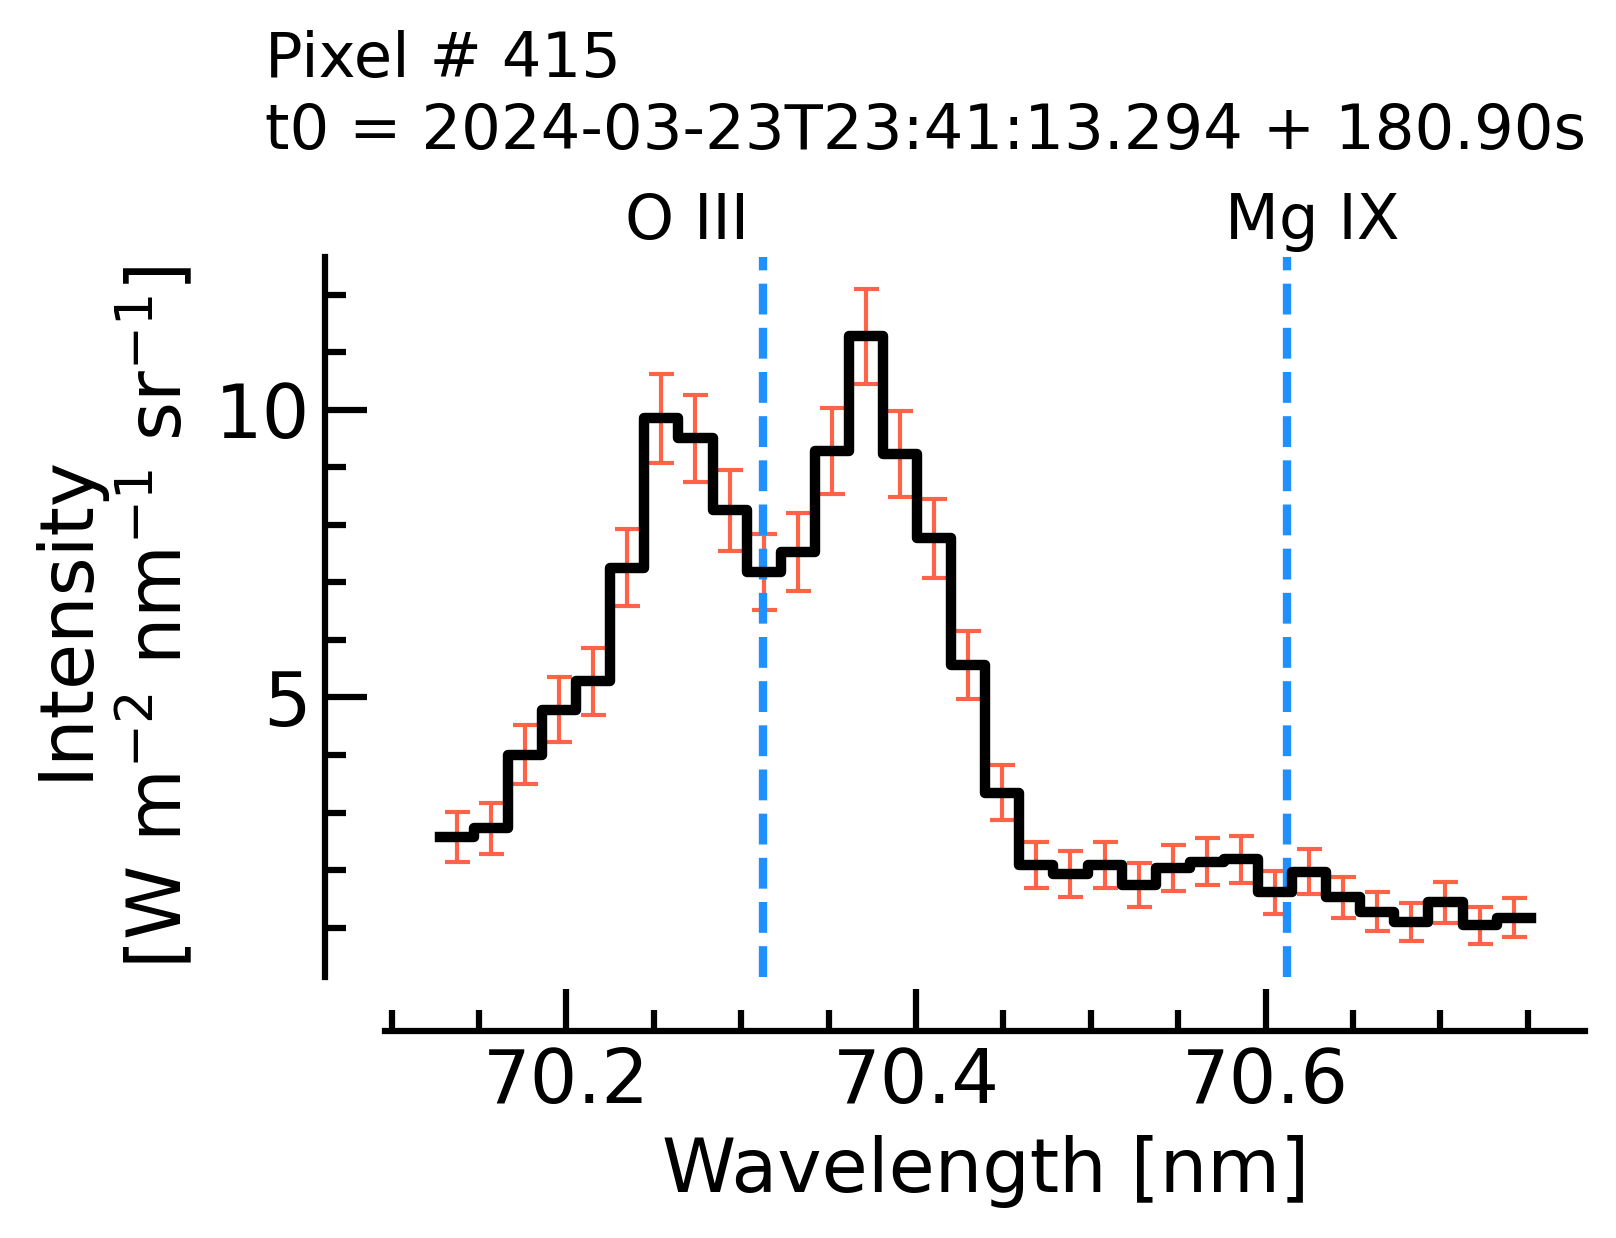 Pixel # 415
t0 = 2024-03-23T23:41:13.294 + 180.90s
O III
Mg IX
Intensity
[W m⁻² nm⁻¹ sr⁻¹]
10
5
70.2
70.4
70.6
Wavelength [nm]